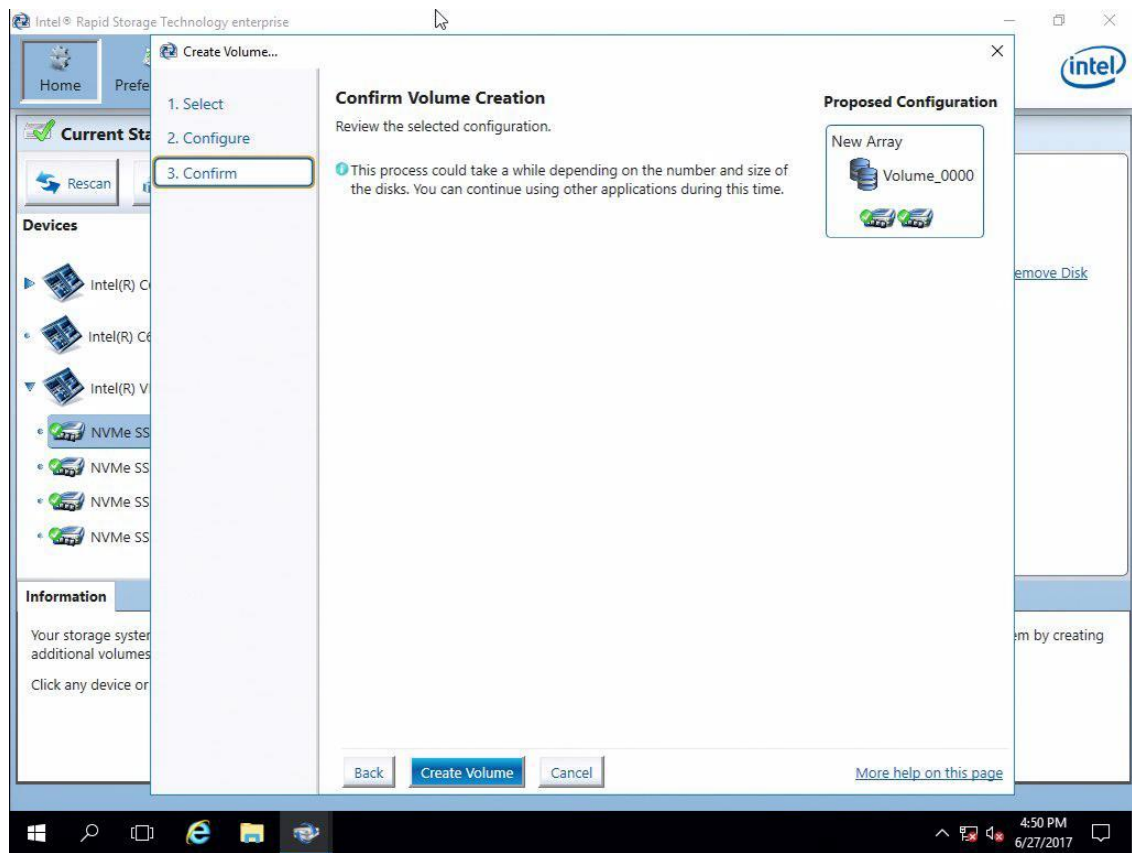 Intel® Rapid Storage Technology enterprise
Home
Prefe
intel
Current Sta
Rescan
Devices
Intel(R) C
Intel(R) C6
Intel(R) V
NVMe SS
NVMe SS
NVMe SS
NVMe SS
emove Disk
Information
Your storage syster
em by creating
additional volumes
Click any device or
Create Volume...
1. Select
2. Configure
3. Confirm
Confirm Volume Creation
Review the selected configuration.
This process could take a while depending on the number and size of
the disks. You can continue using other applications during this time.
Proposed Configuration
New Array
Volume_0000
Back
Create Volume
Cancel
More help on this page
4:50 PM
6/27/2017